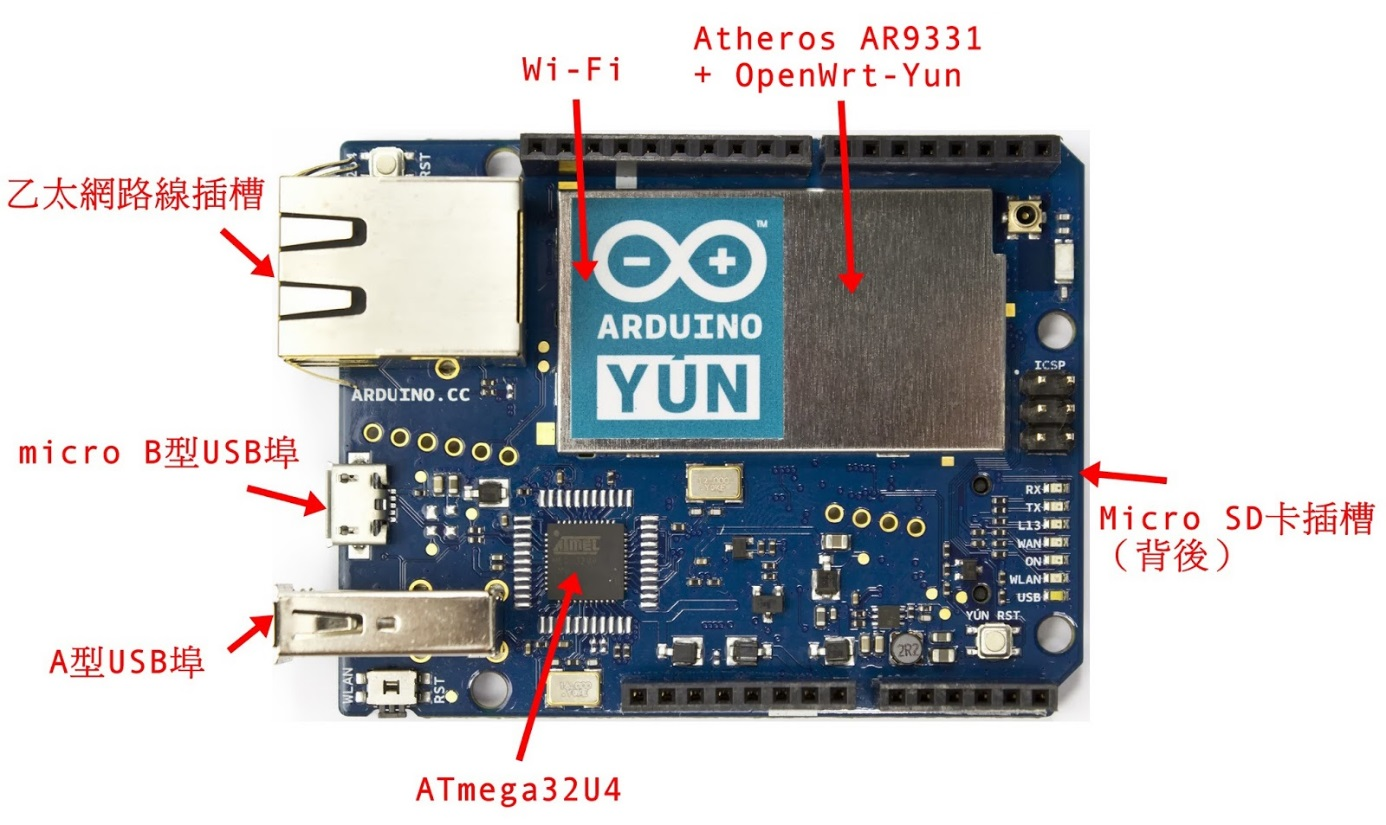 Wi-Fi
Atheros AR9331
+ OpenWrt-Yun
乙太網路線插槽
RST
™
ARDUINO
YÚN
ICSP
ARDUINO.CC
micro B型USB埠
RX
TX
L13
WAN
ON
WLAN
USB
Micro SD卡插槽
（背後）
ATMEL
YÚN RST
A型USB埠
2R2
WLAN
RST
ATmega32U4